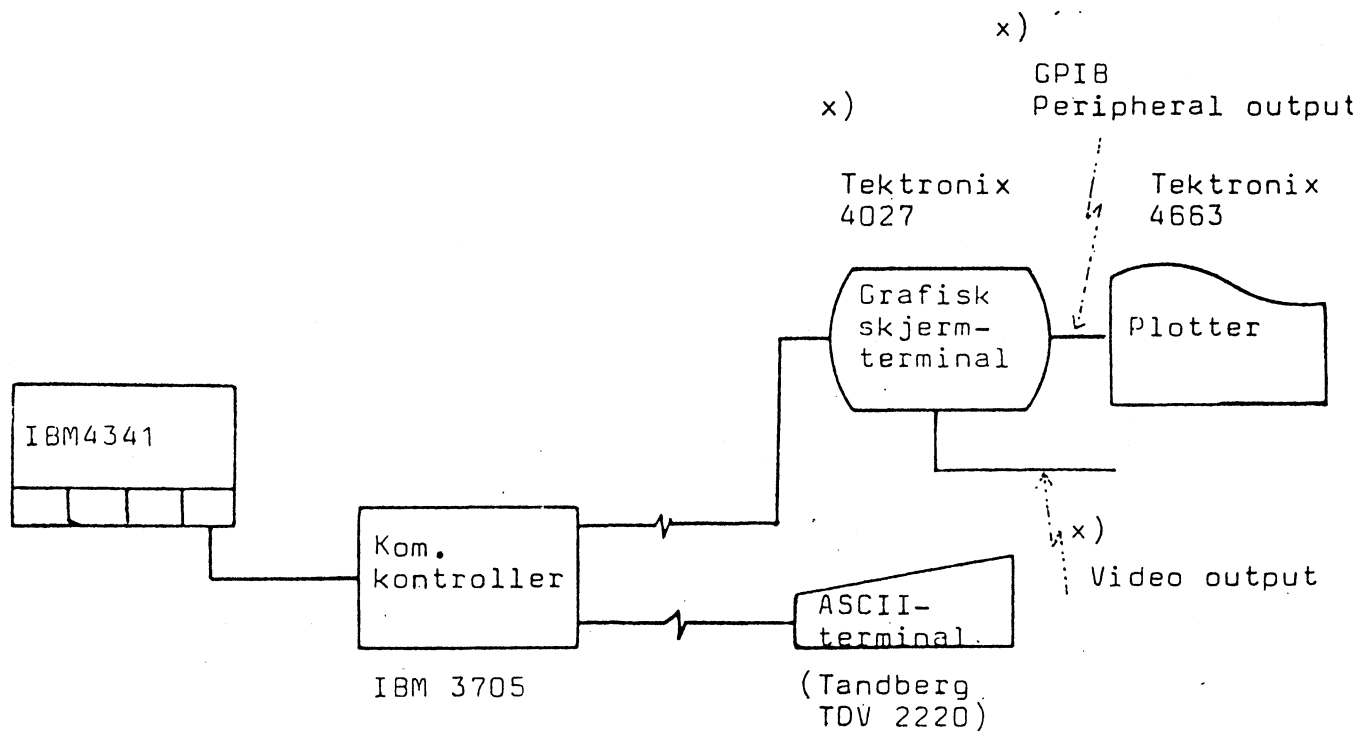 x)
GPIB
Peripheral output
x)
Tektronix
4027
Tektronix
4663
Grafisk
skjerm-
terminal
Plotter
IBM4341
Kom.
kontroller
IBM 3705
ASCII-
terminal
(Tandberg
TDV 2220)
x)
Video output